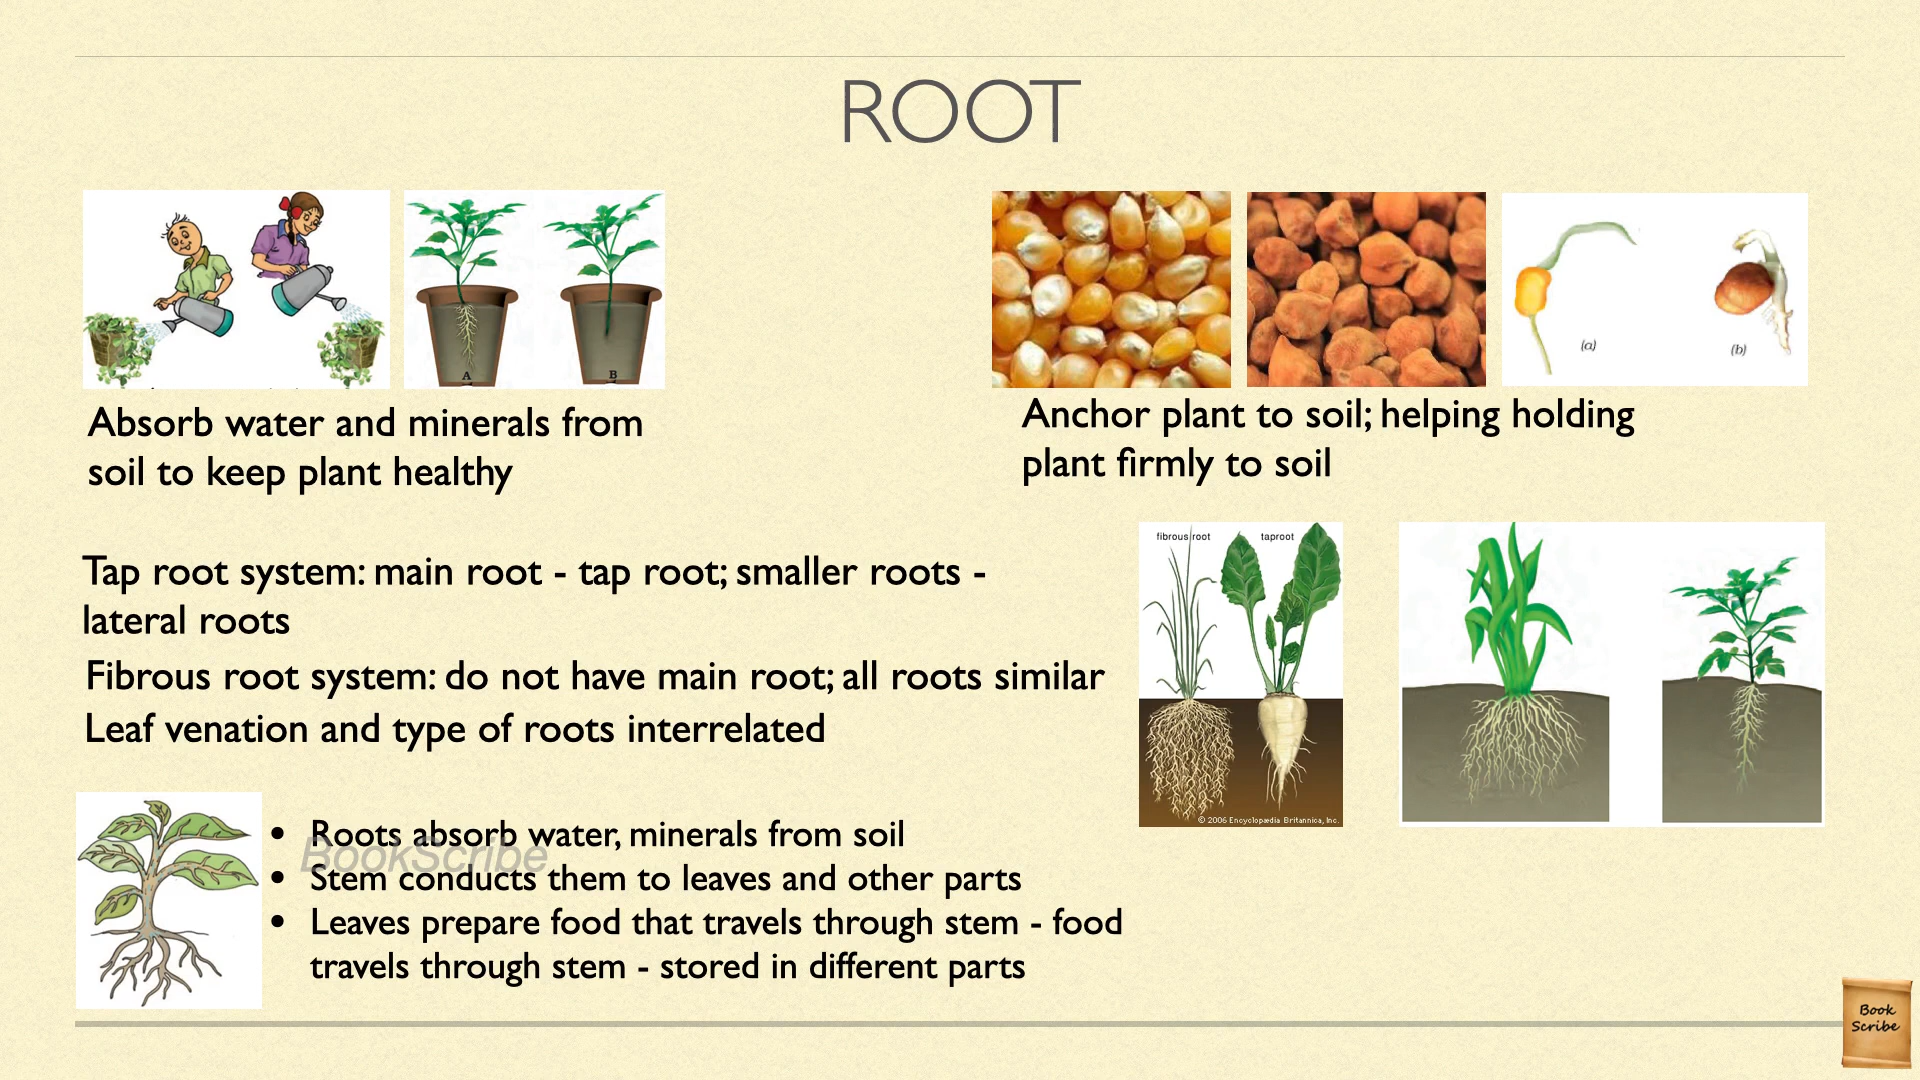 ROOT
A
B
(a)
(b)
Absorb water and minerals from
soil to keep plant healthy
Anchor plant to soil; helping holding
plant firmly to soil
fibrous root
taproot
© 2006 Encyclopædia Britannica, Inc.
Tap root system: main root - tap root; smaller roots -
lateral roots
Fibrous root system: do not have main root; all roots similar
Leaf venation and type of roots interrelated
• Roots absorb water, minerals from soil
BookScribe
• Stem conducts them to leaves and other parts
• Leaves prepare food that travels through stem - food
travels through stem - stored in different parts
Book
Scribe